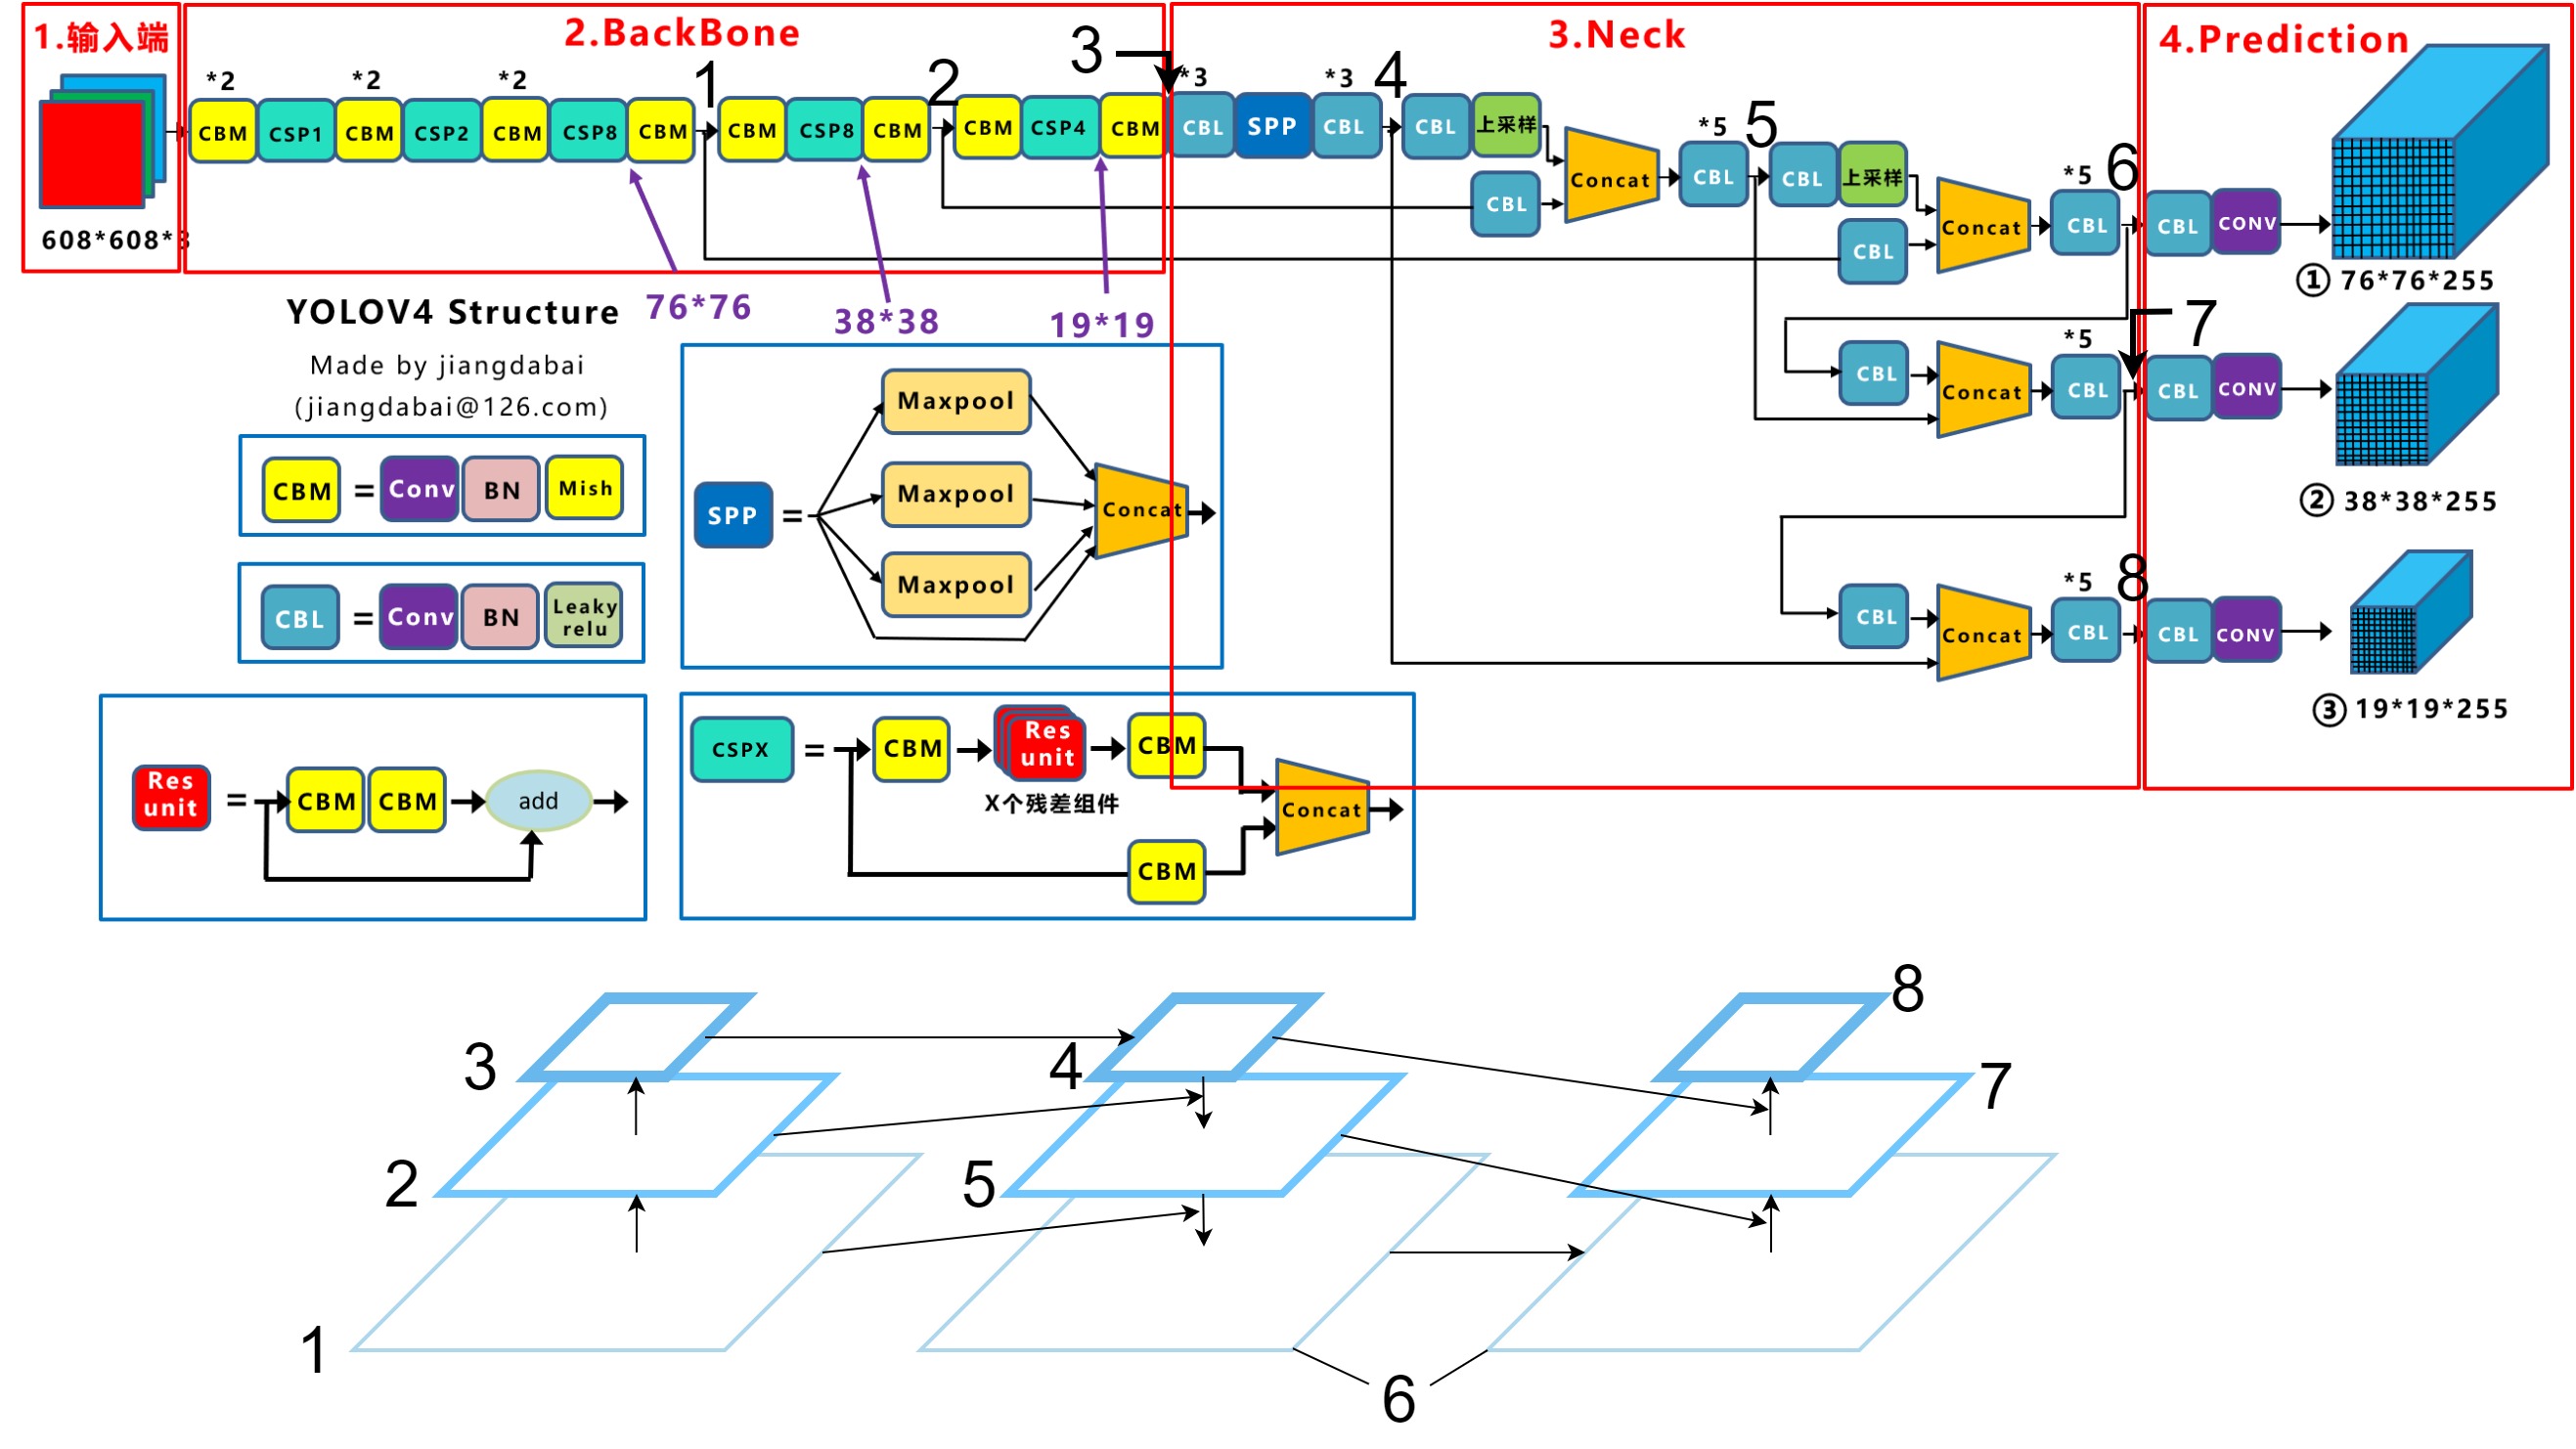 1.输入端
2.BackBone
3.Neck
4.Prediction
*2
*2
*2
1
2
3
*3
*3
4
CBM
CSP1
CBM
CSP2
CBM
CSP8
CBM
CBM
CSP8
CBM
CBM
CSP4
CBM
CBL
SPP
CBL
CBL
上采样
CBL
Concat
*5
CBL
5
CBL
上采样
CBL
Concat
*5
CBL
6
CBL
CONV
608*608*3
① 76*76*255
YOLOV4 Structure
76*76
38*38
19*19
Made by jiangdabai
(jiangdabai@126.com)
CBL
Concat
*5
CBL
7
CBL
CONV
② 38*38*255
CBM = Conv BN Mish
CBL = Conv BN Leaky
relu
SPP =
Maxpool
Maxpool
Maxpool
Concat
CBL
Concat
*5
CBL
8
CBL
CONV
③ 19*19*255
Res
unit
=
CBM
CBM
add
CSPX =
CBM
Res
unit
CBM
X个残差组件
CBM
Concat
3
2
1
4
5
6
8
7